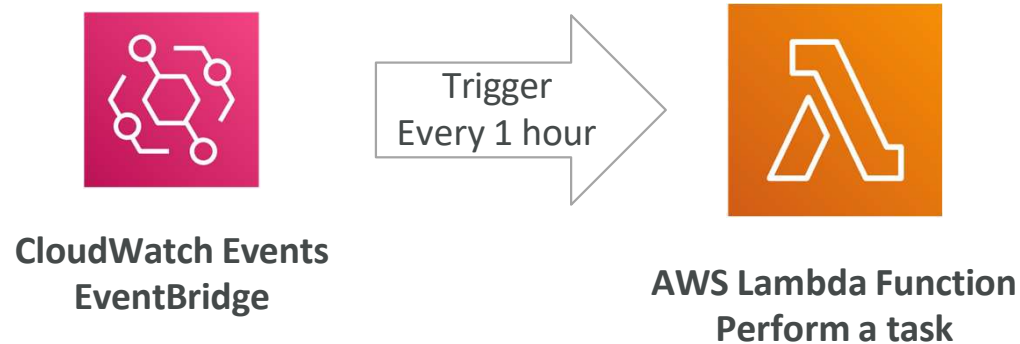 Trigger
Every 1 hour
CloudWatch Events
EventBridge
AWS Lambda Function
Perform a task